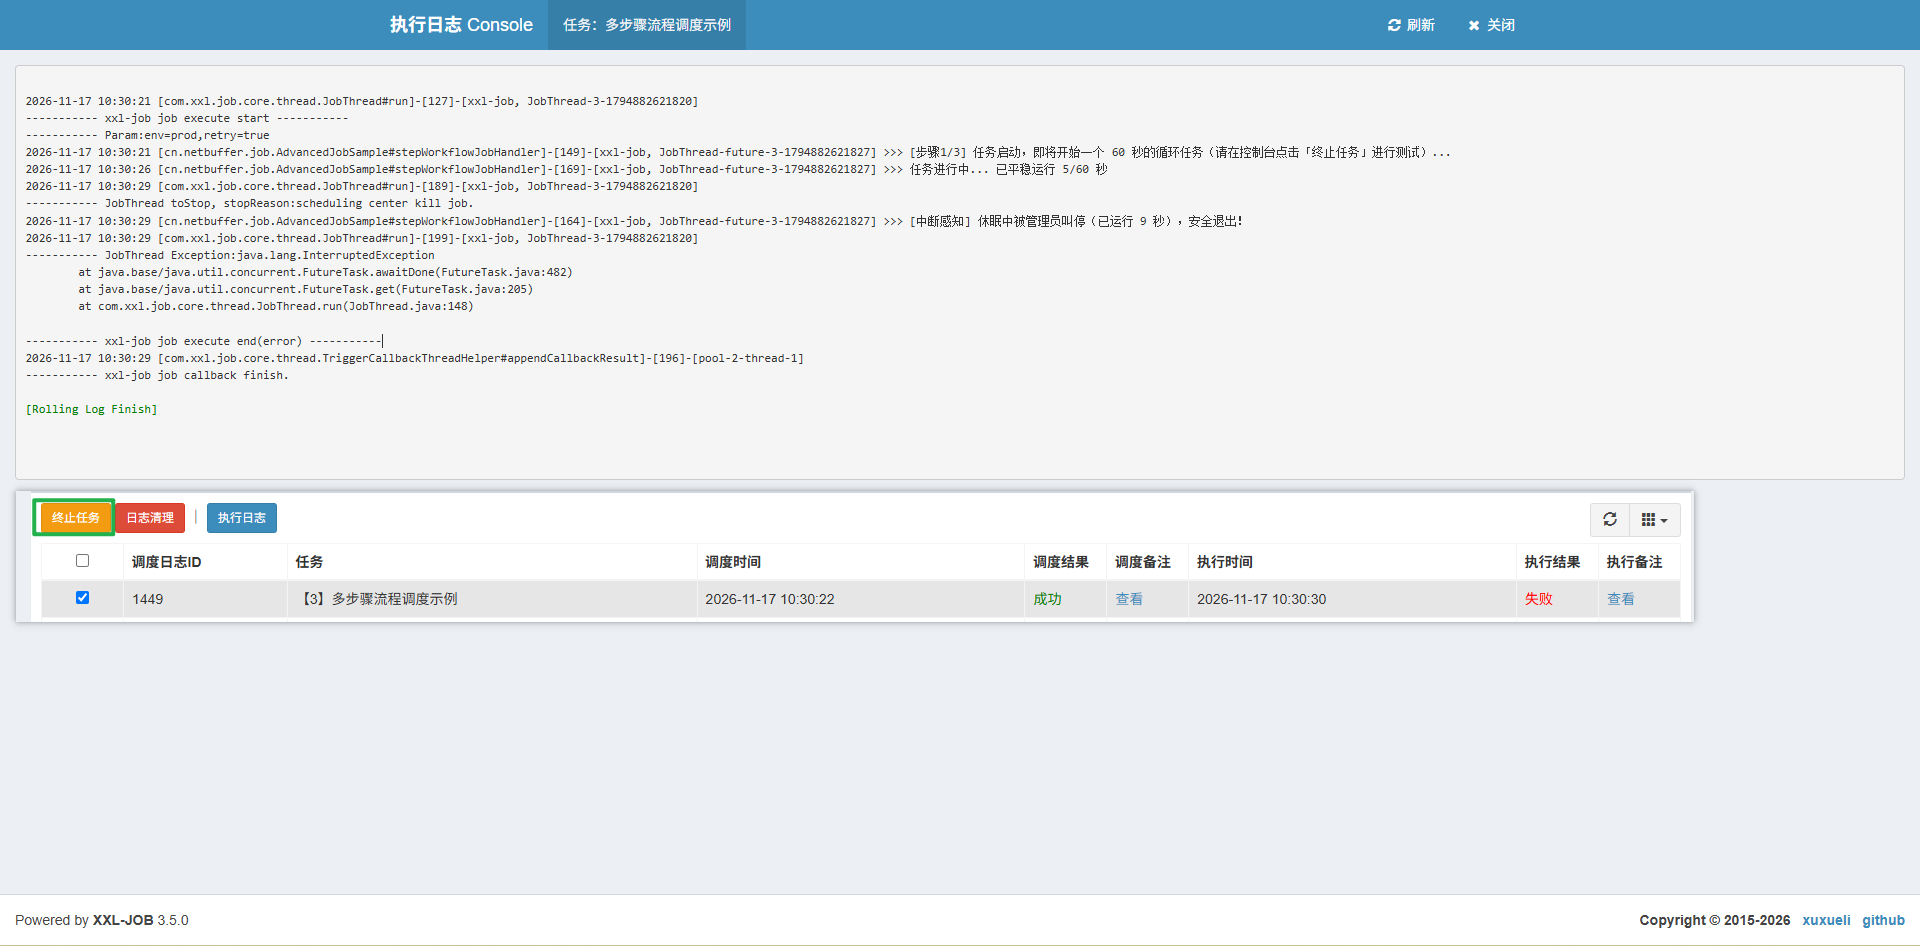 执行日志 Console 任务：多步骤流程调度示例 刷新 关闭
2026-11-17 10:30:21 [com.xxl.job.core.thread.JobThread#run]-[127]-[xxl-job, JobThread-3-1794882621820]
----------- xxl-job job execute start -----------
----------- Param:env=prod,retry=true
2026-11-17 10:30:21 [cn.netbuffer.job.AdvancedJobSample#stepWorkflowJobHandler]-[149]-[xxl-job, JobThread-future-3-1794882621827] >>> [步骤1/3] 任务启动，即将开始一个 60 秒的循环任务（请在控制台点击「终止任务」进行测试）...
2026-11-17 10:30:26 [cn.netbuffer.job.AdvancedJobSample#stepWorkflowJobHandler]-[169]-[xxl-job, JobThread-future-3-1794882621827] >>> 任务进行中... 已平稳运行 5/60 秒
2026-11-17 10:30:29 [com.xxl.job.core.thread.JobThread#run]-[189]-[xxl-job, JobThread-3-1794882621820]
----------- JobThread toStop, stopReason:scheduling center kill job.
2026-11-17 10:30:29 [cn.netbuffer.job.AdvancedJobSample#stepWorkflowJobHandler]-[164]-[xxl-job, JobThread-future-3-1794882621827] >>> [中断感知] 休眠中被管理员叫停（已运行 9 秒），安全退出！
2026-11-17 10:30:29 [com.xxl.job.core.thread.JobThread#run]-[199]-[xxl-job, JobThread-3-1794882621820]
----------- JobThread Exception:java.lang.InterruptedException
at java.base/java.util.concurrent.FutureTask.awaitDone(FutureTask.java:482)
at java.base/java.util.concurrent.FutureTask.get(FutureTask.java:205)
at com.xxl.job.core.thread.JobThread.run(JobThread.java:148)
----------- xxl-job job execute end(error) -----------
2026-11-17 10:30:29 [com.xxl.job.core.thread.TriggerCallbackThreadHelper#appendCallbackResult]-[196]-[pool-2-thread-1]
----------- xxl-job job callback finish.
[Rolling Log Finish]
终止任务 日志清理 | 执行日志
调度日志ID 任务 调度时间 调度结果 调度备注 执行时间 执行结果 执行备注
1449 【3】多步骤流程调度示例 2026-11-17 10:30:22 成功 查看 2026-11-17 10:30:30 失败 查看
Powered by XXL-JOB 3.5.0 Copyright © 2015-2026 xuxueli github